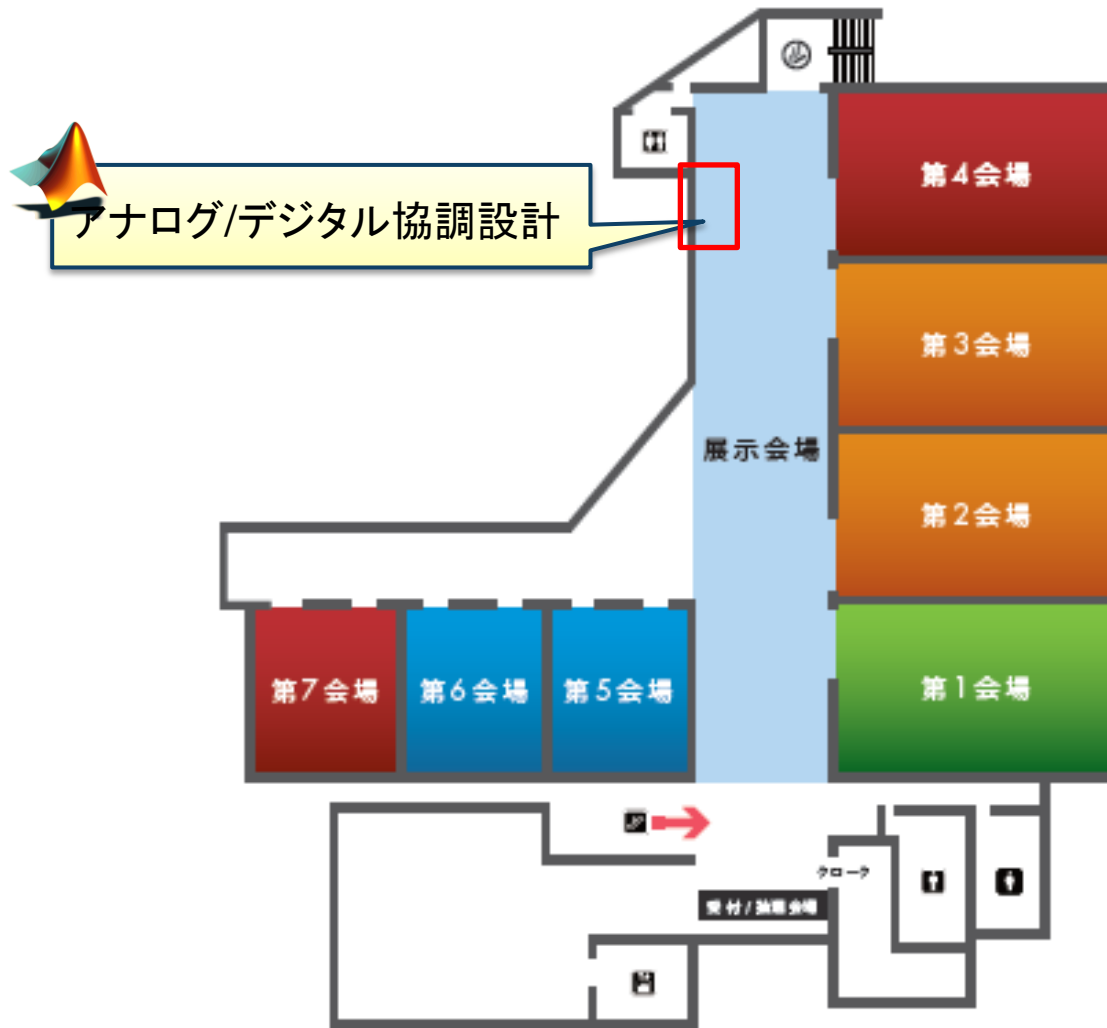 第4会場
アナログ/デジタル協調設計
第3会場
展示会場
第2会場
第7会場
第6会場
第5会場
第1会場
クローク
受付/抽選会場